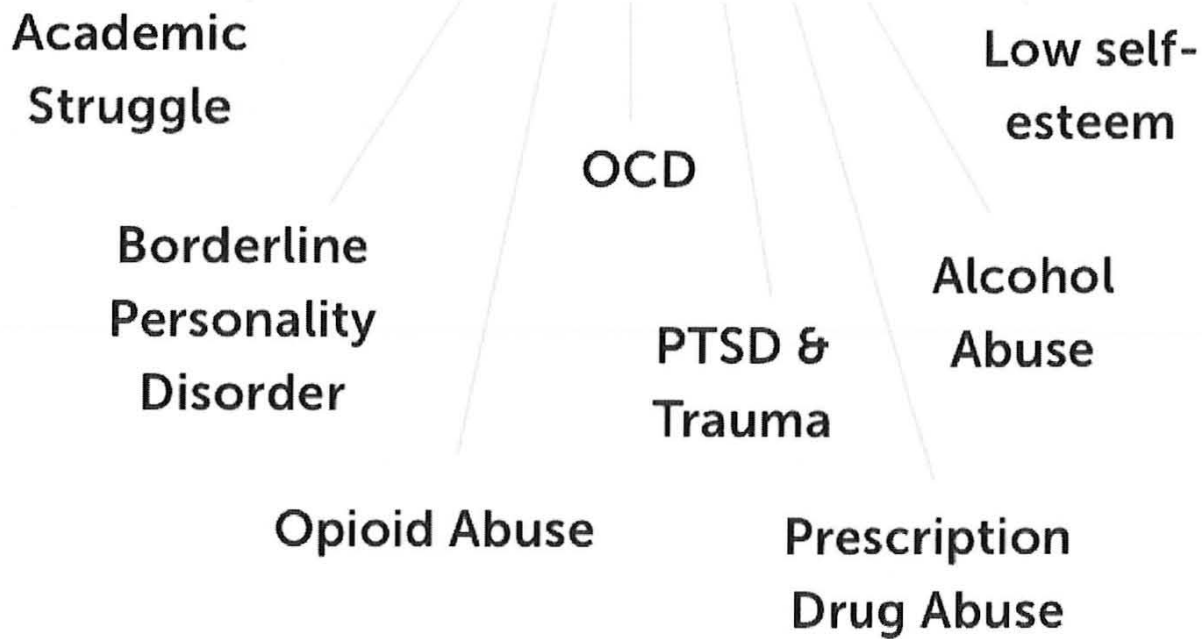 Academic
Struggle
Low self-
esteem
OCD
Borderline
Personality
Disorder
Alcohol
Abuse
PTSD &
Trauma
Opioid Abuse
Prescription
Drug Abuse